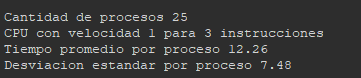 Cantidad de procesos 25
CPU con velocidad 1 para 3 instrucciones
Tiempo promedio por proceso 12.26
Desviacion estandar por proceso 7.48